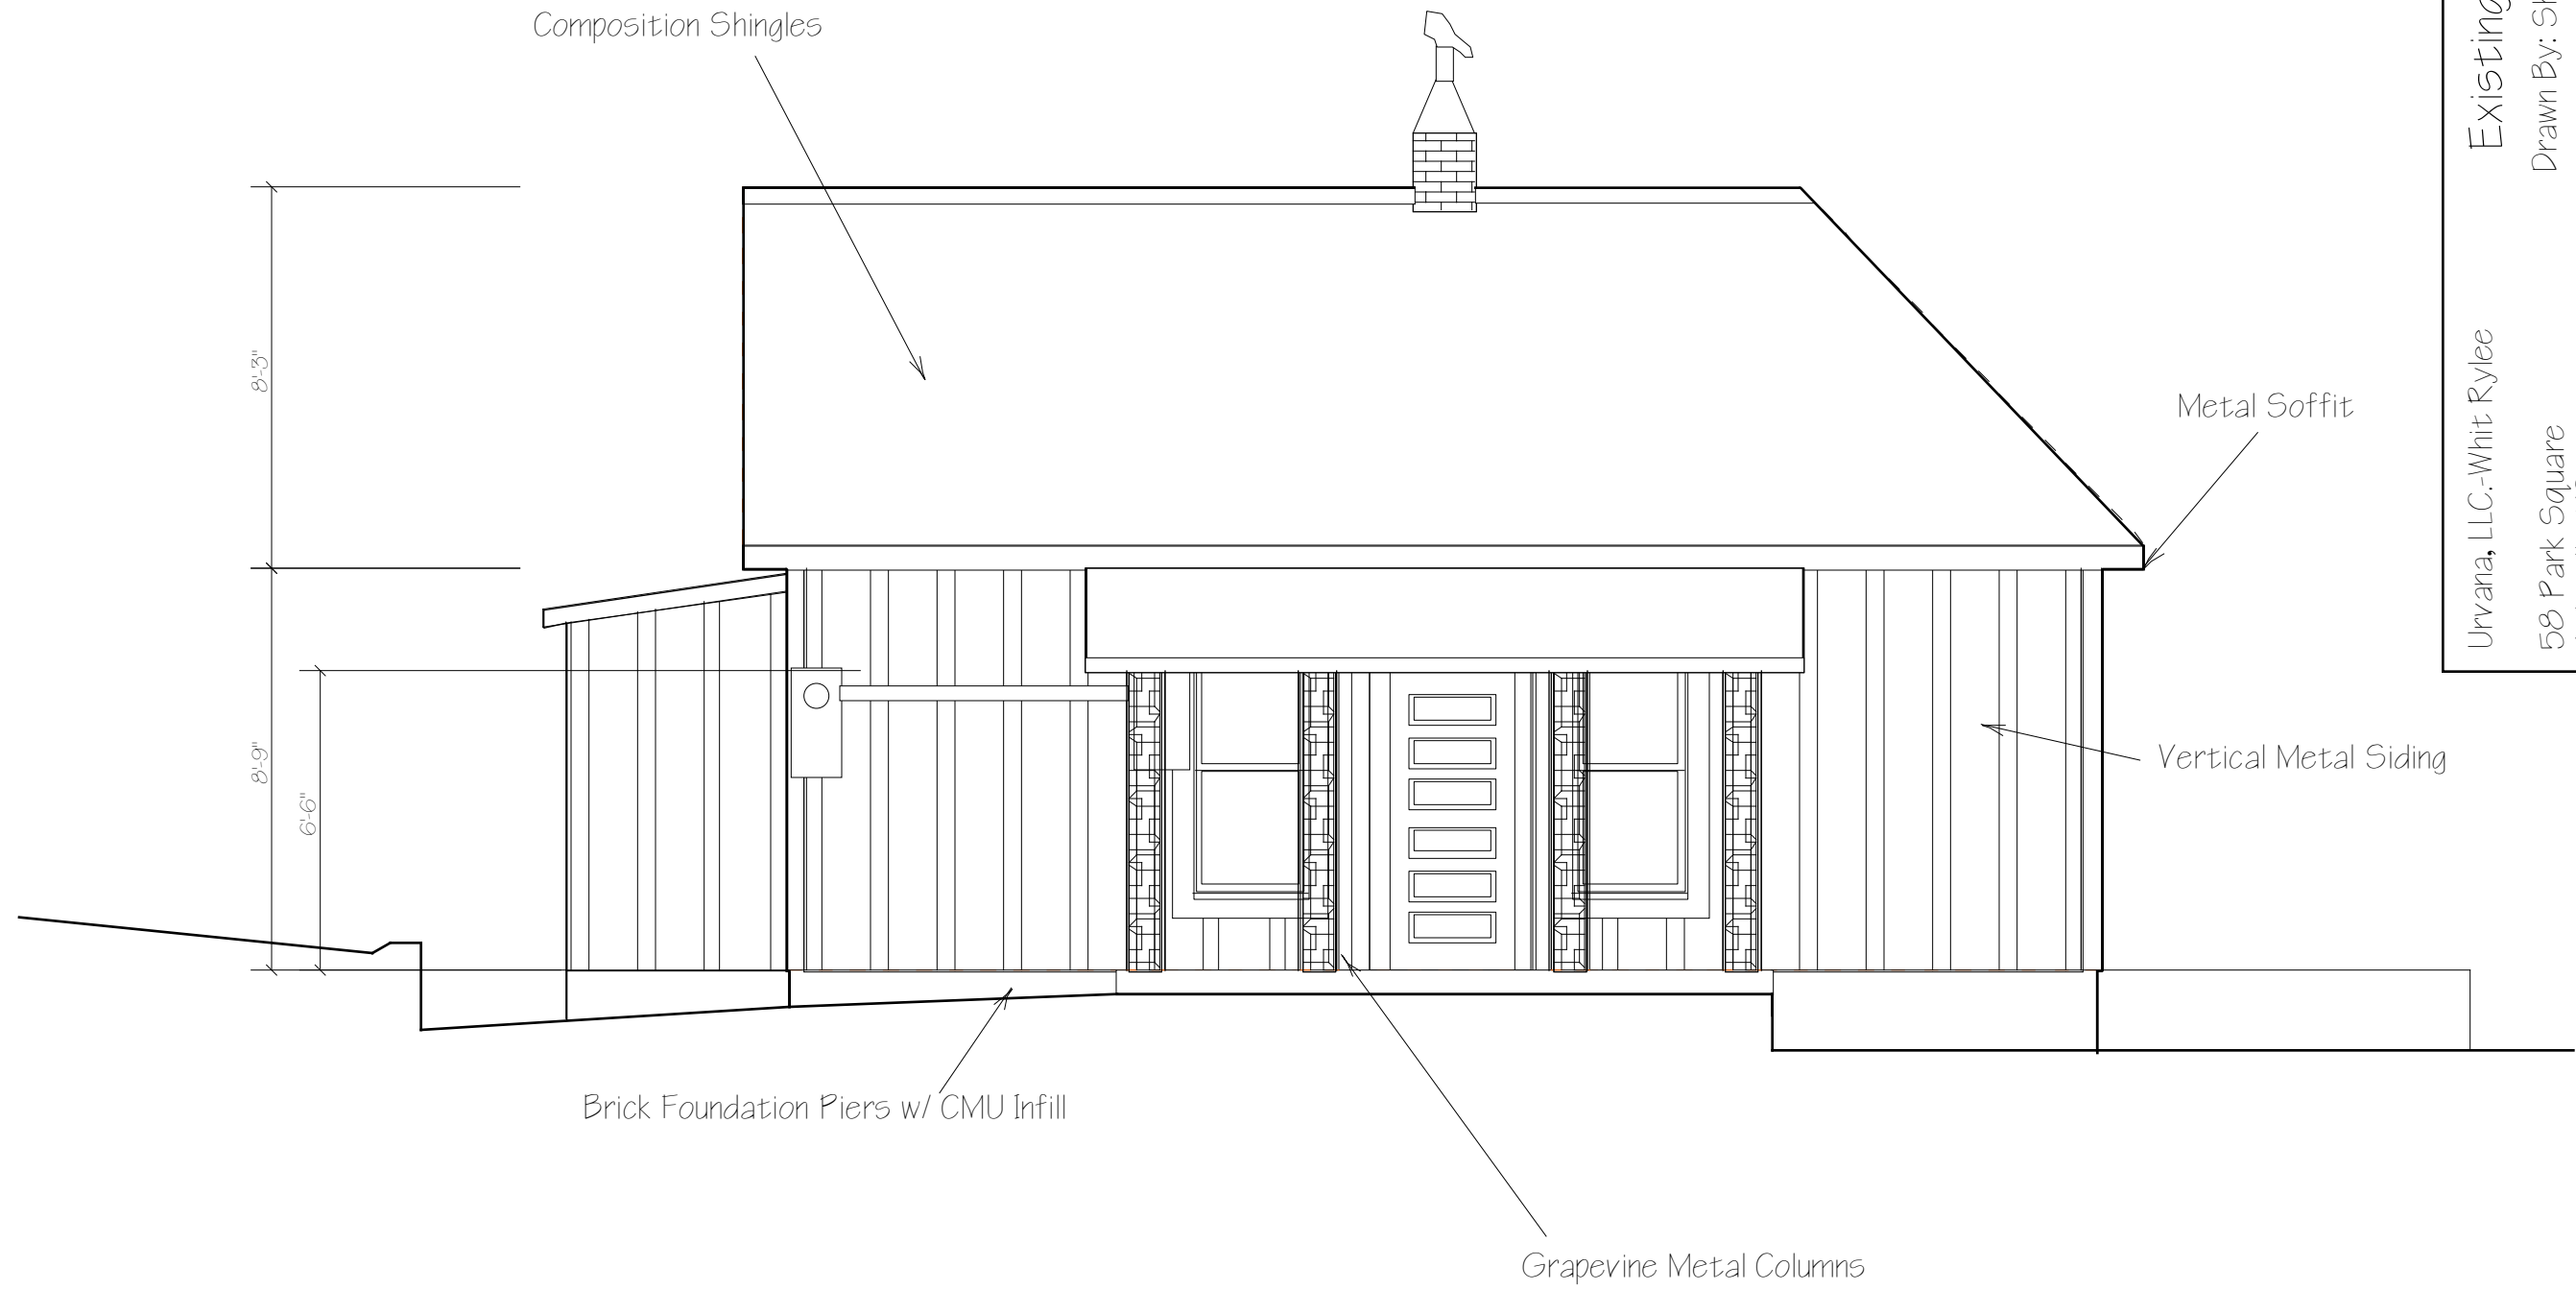 Composition Shingles
Existing
Drawn By:
8'-3"
Urvana, LLC.-Whit Rylee
58 Park Square
Metal Soffit
8'-9"
6'-6"
Vertical Metal Siding
Brick Foundation Piers w/ CMU Infill
Grapevine Metal Columns